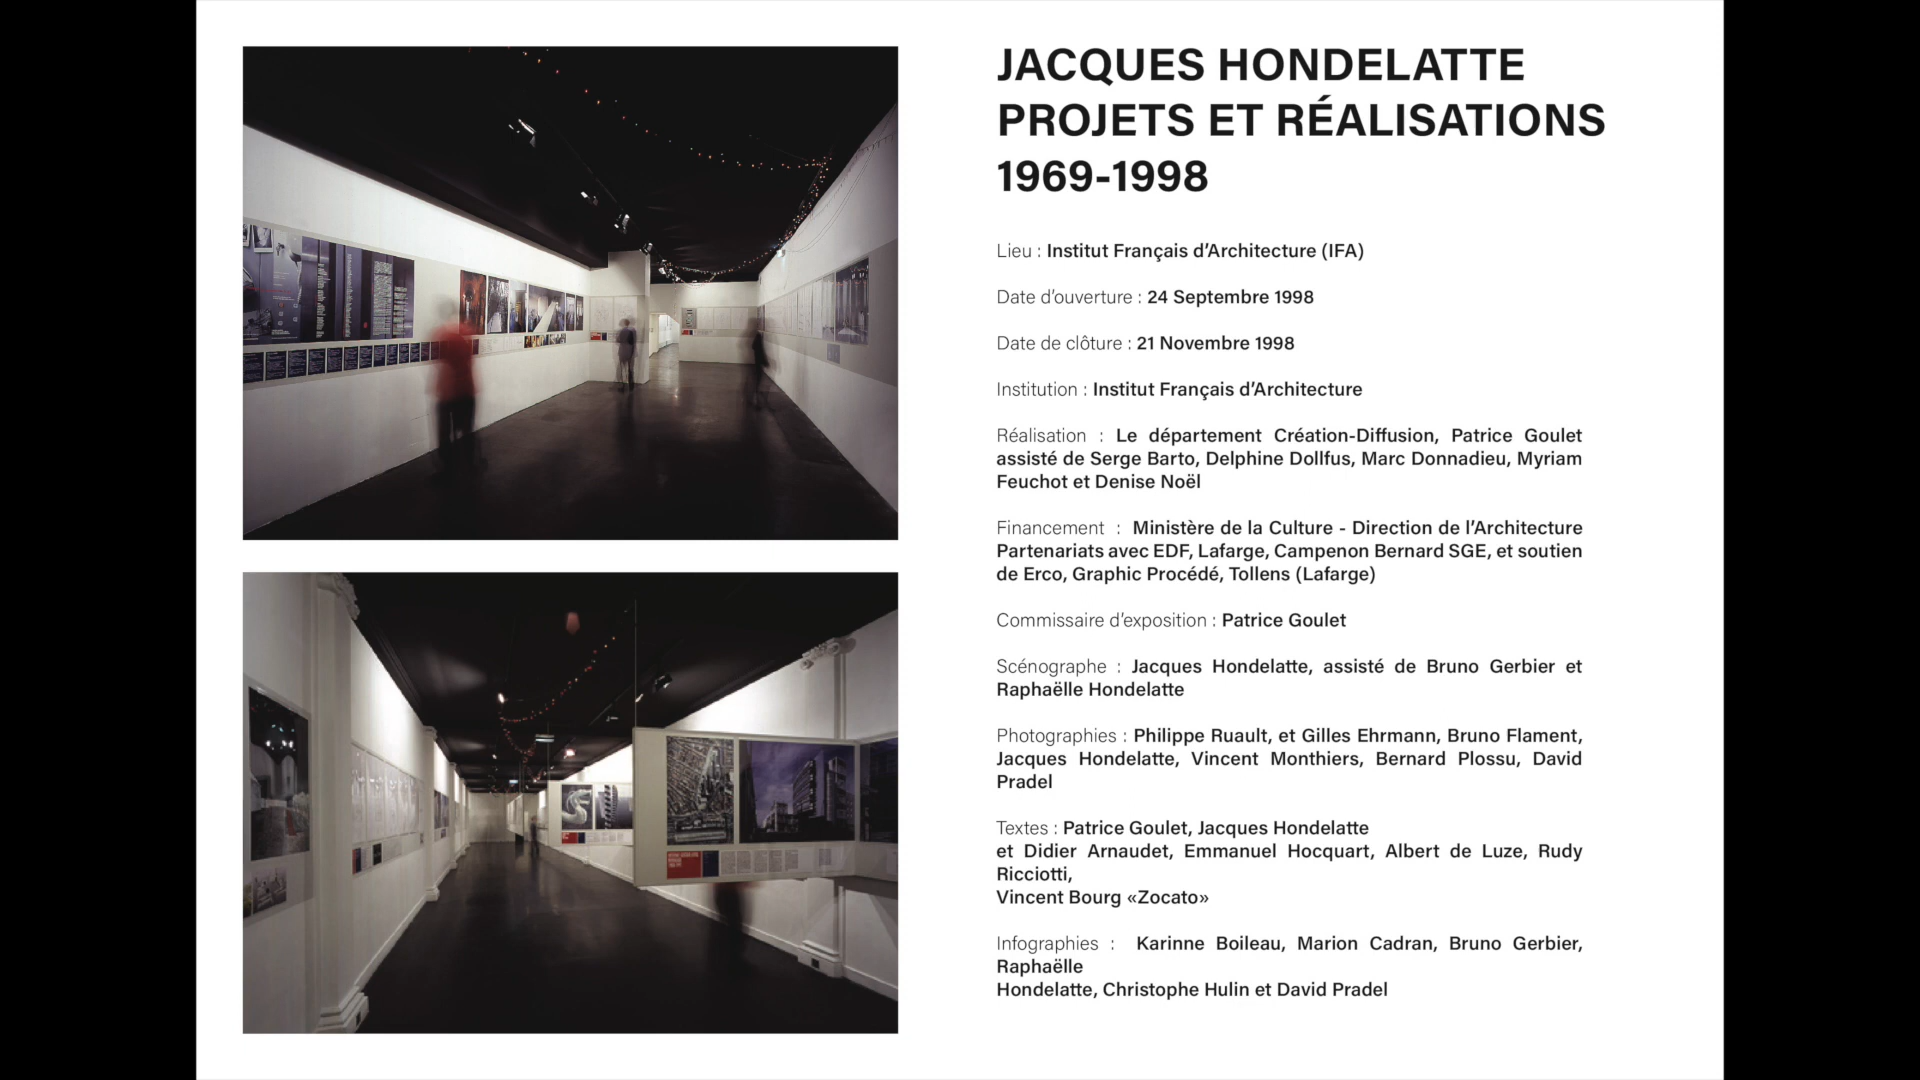 JACQUES HONDELATTE
PROJETS ET RÉALISATIONS
1969-1998
Lieu : Institut Français d’Architecture (IFA)
Date d’ouverture : 24 Septembre 1998
Date de clôture : 21 Novembre 1998
Institution : Institut Français d’Architecture
Réalisation : Le département Création-Diffusion, Patrice Goulet
assisté de Serge Barto, Delphine Dollfus, Marc Donnadieu, Myriam
Feuchot et Denise Noël
Financement : Ministère de la Culture - Direction de l’Architecture
Partenariats avec EDF, Lafarge, Campenon Bernard SGE, et soutien
de Erco, Graphic Procédé, Tollens (Lafarge)
Commissaire d’exposition : Patrice Goulet
Scénographe : Jacques Hondelatte, assisté de Bruno Gerbier et
Raphaëlle Hondelatte
Photographies : Philippe Ruault, et Gilles Ehrmann, Bruno Flament,
Jacques Hondelatte, Vincent Monthiers, Bernard Plossu, David
Pradel
Textes : Patrice Goulet, Jacques Hondelatte
et Didier Arnaudet, Emmanuel Hocquart, Albert de Luze, Rudy
Ricciotti,
Vincent Bourg «Zocato»
Infographies : Karinne Boileau, Marion Cadran, Bruno Gerbier,
Raphaëlle
Hondelatte, Christophe Hulin et David Pradel